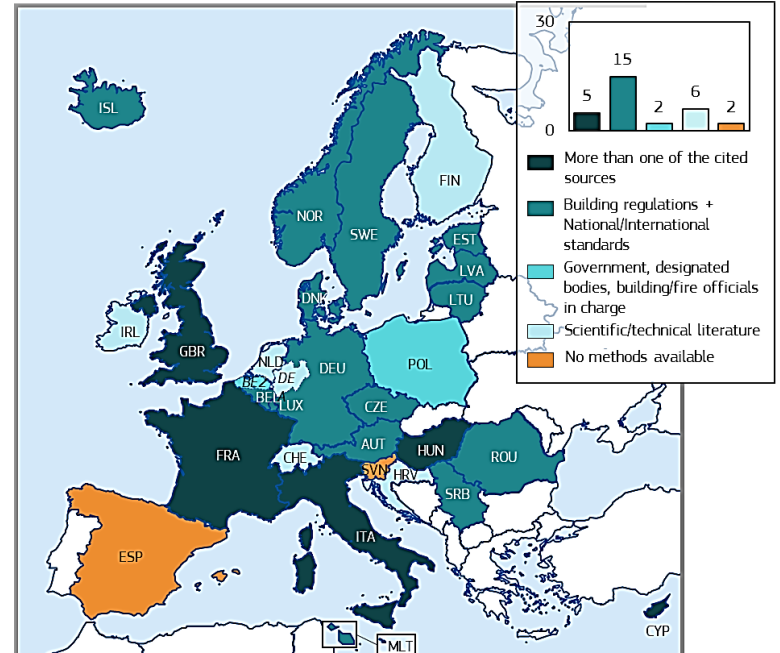 30
15
5
2
6
2
0
More than one of the cited
sources
Building regulations +
National/International
standards
Government, designated
bodies, building/fire officials
in charge
Scientific/technical literature
No methods available
ISL
FIN
NOR
SWE
EST
LVA
LTU
DNK
IRL
GBR
NLD
DE
BE2
BE1
LUX
DEU
POL
CZE
AUT
FRA
CHE
SVN
HRV
HUN
ROU
SRB
ITA
ESP
CYP
MLT